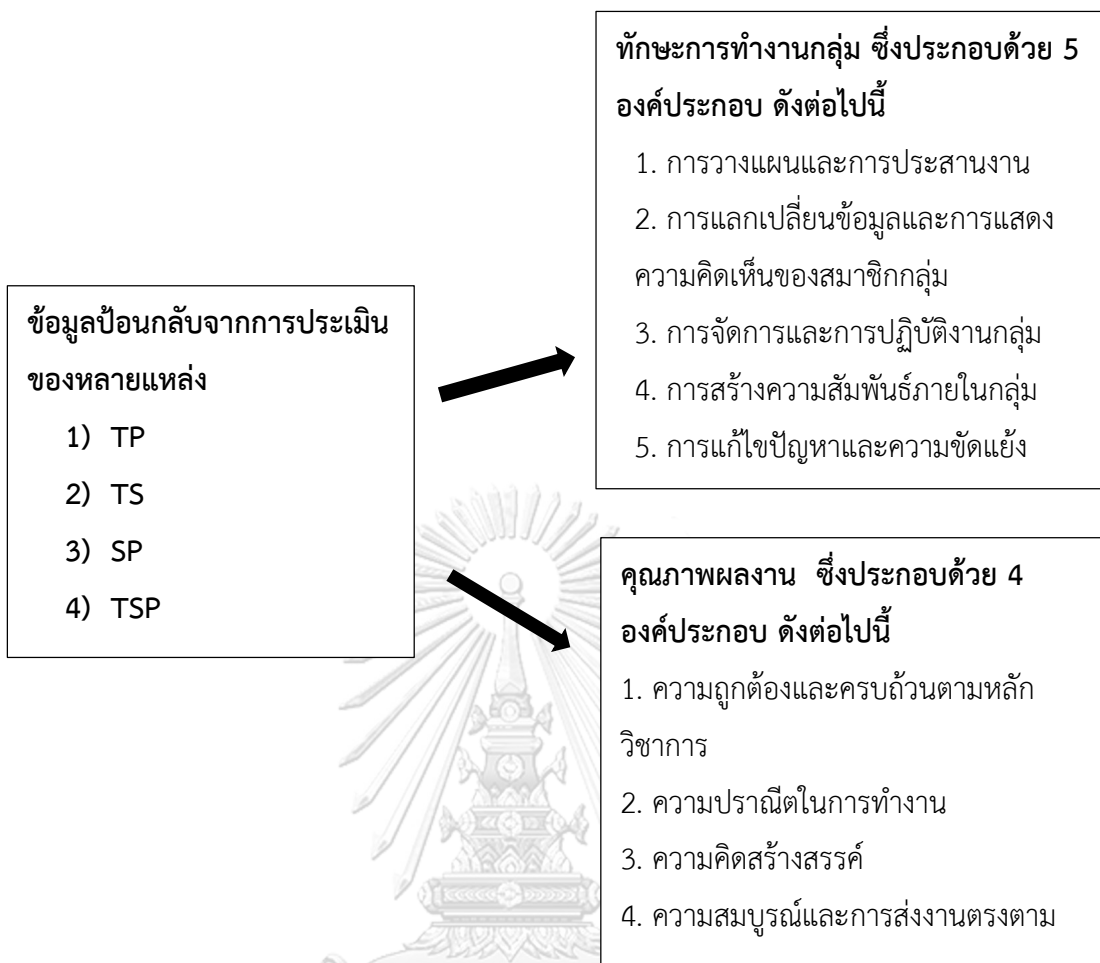 ข้อมูลป้อนกลับจากการประเมิน
ของหลายแหล่ง
1) TP
2) TS
3) SP
4) TSP
ทักษะการทำงานกลุ่ม ซึ่งประกอบด้วย 5
องค์ประกอบ ดังต่อไปนี้
1. การวางแผนและการประสานงาน
2. การแลกเปลี่ยนข้อมูลและการแสดง
ความคิดเห็นของสมาชิกกลุ่ม
3. การจัดการและการปฏิบัติงานกลุ่ม
4. การสร้างความสัมพันธ์ภายในกลุ่ม
5. การแก้ไขปัญหาและความขัดแย้ง
คุณภาพผลงาน ซึ่งประกอบด้วย 4
องค์ประกอบ ดังต่อไปนี้
1. ความถูกต้องและครบถ้วนตามหลัก
วิชาการ
2. ความปราณีตในการทำงาน
3. ความคิดสร้างสรรค์
4. ความสมบูรณ์และการส่งงานตรงตาม